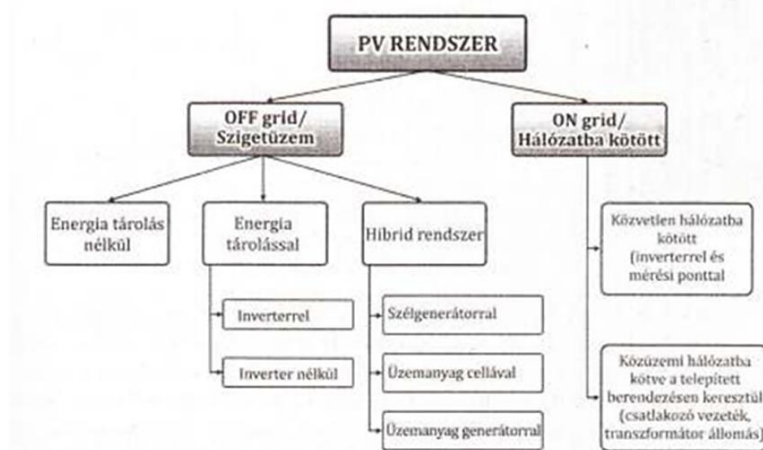 PV RENDSZER
OFF grid/
Szigetüzem
ON grid/
Hálózatba kötött
Energia tárolás
nélkül
Energia
tárolással
Hibrid rendszer
Közvetlen hálózatba
kötött
(inverterrel és
mérési ponttal
Inverterrel
Inverter nélkül
Szélgenerátorral
Üzemanyag cellával
Üzemanyag generátorral
Közüzemi hálózatba
kötve a telepített
berendezésen keresztül
(csatlakozó vezeték,
transzformátor állomás)